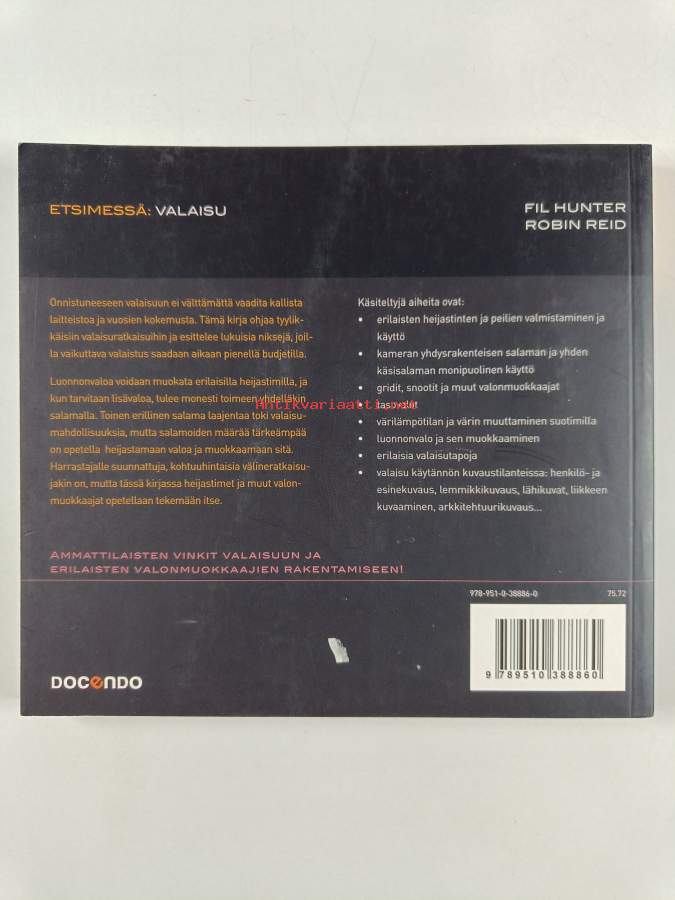 ETSIMESSÄ: VALAISU
FIL HUNTER
ROBIN REID
Onnistuneeseen valaisuun ei välttämättä vaadita kallista
laitteistoa ja vuosien kokemusta. Tämä kirja ohjaa tyylik-
käisiin valaisuratkaisuihin ja esittelee lukuisia niksejä, joil-
la vaikuttava valaistus saadaan aikaan pienellä budjetilla.
Luonnonvaloa voidaan muokata erilaisilla heijastimilla, ja
kun tarvitaan lisävaloa, tulee monesti toimeen yhdelläkin
salamalla. Toinen erillinen salama laajentaa toki valaisu-
mahdollisuuksia, mutta salamoiden määrää tärkeämpää
on opetella heijastamaan valoa ja muokkaamaan sitä.
Harrastajalle suunnattuja, kohtuuhintaisia välineratkaisu-
jakin on, mutta tässä kirjassa heijastimet ja muut valon-
muokkaajat opetellaan tekemään itse.
Käsiteltyjä aiheita ovat:
• erilaisten heijastinten ja peilien valmistaminen ja
käyttö
• kameran yhdysrakenteisen salaman ja yhden
käsisalaman monipuolinen käyttö
• gridit, snootit ja muut valonmuokkaajat
•
• värilämpötilan ja värin muuttaminen suotimilla
• luonnonvalo ja sen muokkaaminen
• erilaisia valaisutapoja
• valaisu käytännön kuvaustilanteissa: henkilö- ja
esinekuvaus, lemmikkikuvaus, lähikuvat, liikkeen
kuvaaminen, arkkitehtuurikuvaus...
Antikvariaatti.net
AMMATTILAISTEN VINKIT VALAISUUN JA
ERILAISTEN VALONMUOKKAAJIEN RAKENTAMISEEN!
978-951-0-38886-0 75.72
9 789510 388860
DOCENDO